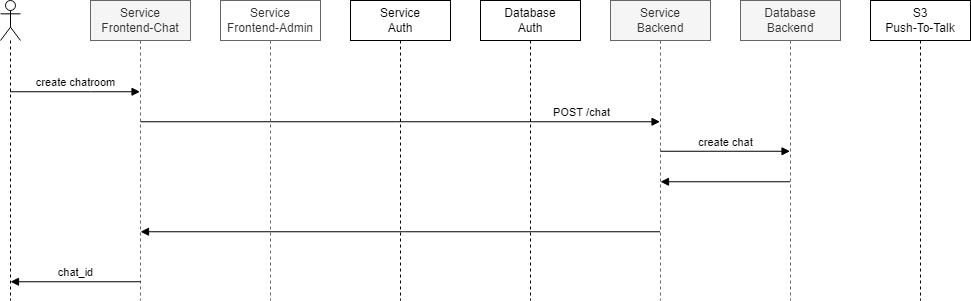 Service
Frontend-Chat
Service
Frontend-Admin
Service
Auth
Database
Auth
Service
Backend
Database
Backend
S3
Push-To-Talk
create chatroom
POST /chat
create chat
chat_id